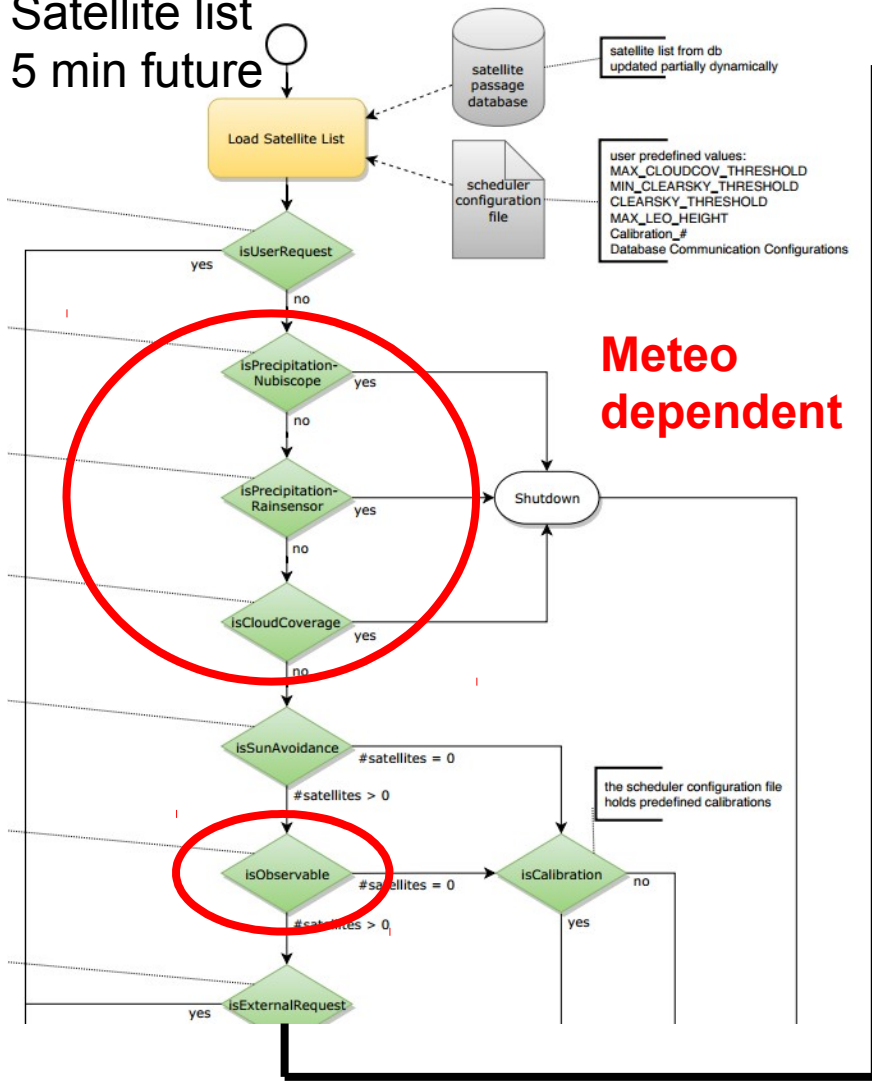 Satellite list
5 min future
satellite
passage
database
satellite list from db
updated partially dynamically
Load Satellite List
scheduler
configuration
file
user predefined values:
MAX_CLOUDCOV_THRESHOLD
MIN_CLEARSKY_THRESHOLD
CLEARSKY_THRESHOLD
MAX_LEO_HEIGHT
Calibration_#
Database Communication Configurations
isUserRequest
yes
no
Meteo
dependent
isPrecipitation-
Nubiscope
yes
no
isPrecipitation-
Rainsensor
yes
Shutdown
no
isCloudCoverage
yes
no
isSunAvoidance
#satellites = 0
#satellites > 0
the scheduler configuration file
holds predefined calibrations
isObservable
#satellites = 0
isCalibration
no
#satellites > 0
yes
isExternalRequest
yes